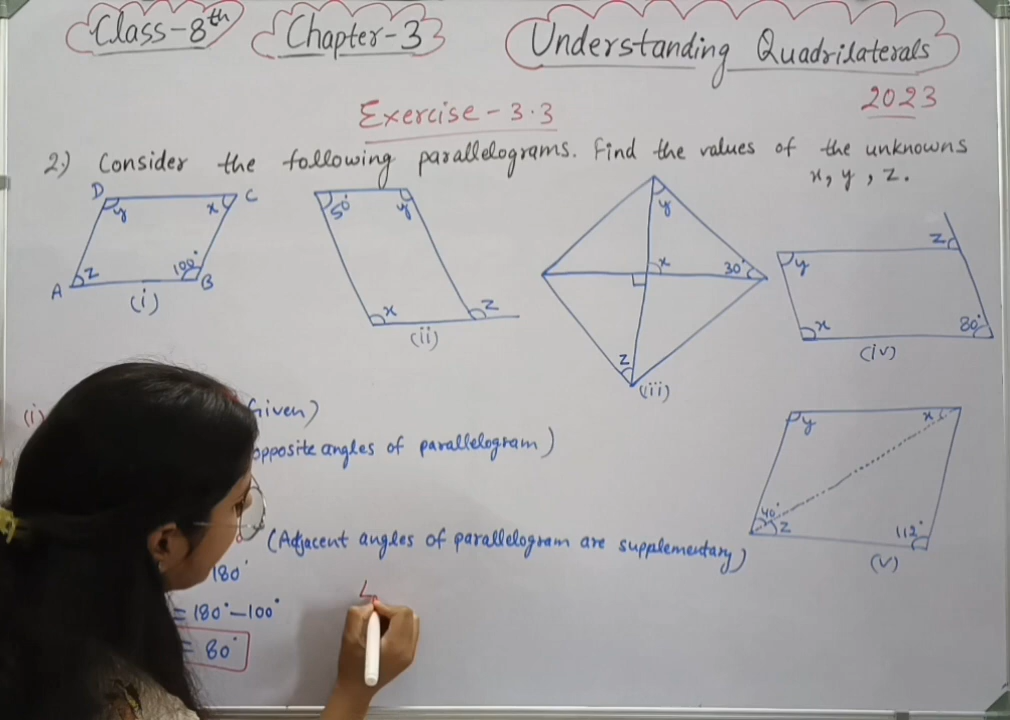 Class-8th Chapter-3 Understanding Quadrilaterals
2023
Exercise-3.3
2.) Consider the following parallelograms. Find the values of the unknowns
x, y, z.
D y x C
A z 100° B
(i)
50° y
x z
(ii)
y
x 30°
z
(iii)
z
y
x 80°
(iv)
(i)
Given)
opposite angles of parallelogram)
(Adjacent angles of parallelogram are supplementary)
180°
= 180°-100°
= 80°
y x
40°
z 112°
(v)